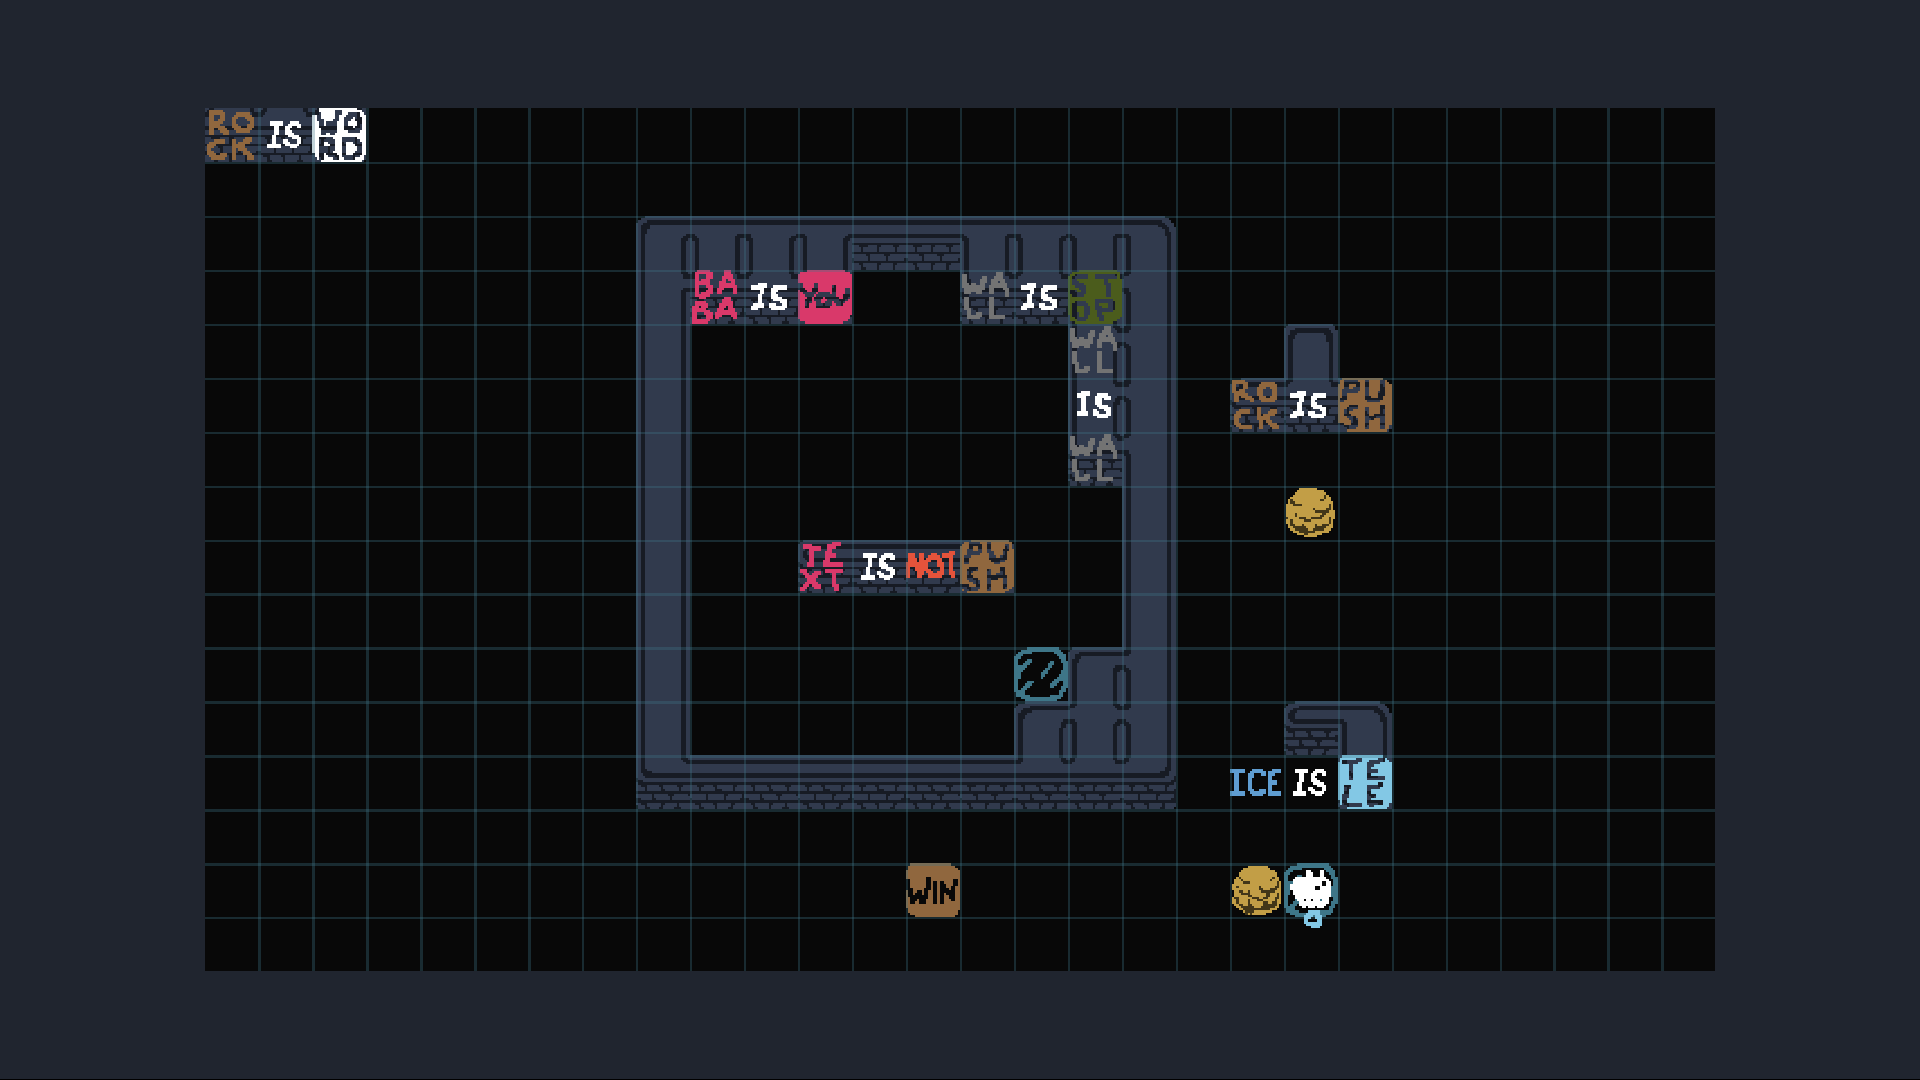 ROCK IS WORD
BABA IS YOU
WALL IS STOP
WALL
IS
WALL
ROCK IS PUSH
TEXT IS NOT PUSH
ICE IS TELE
WIN